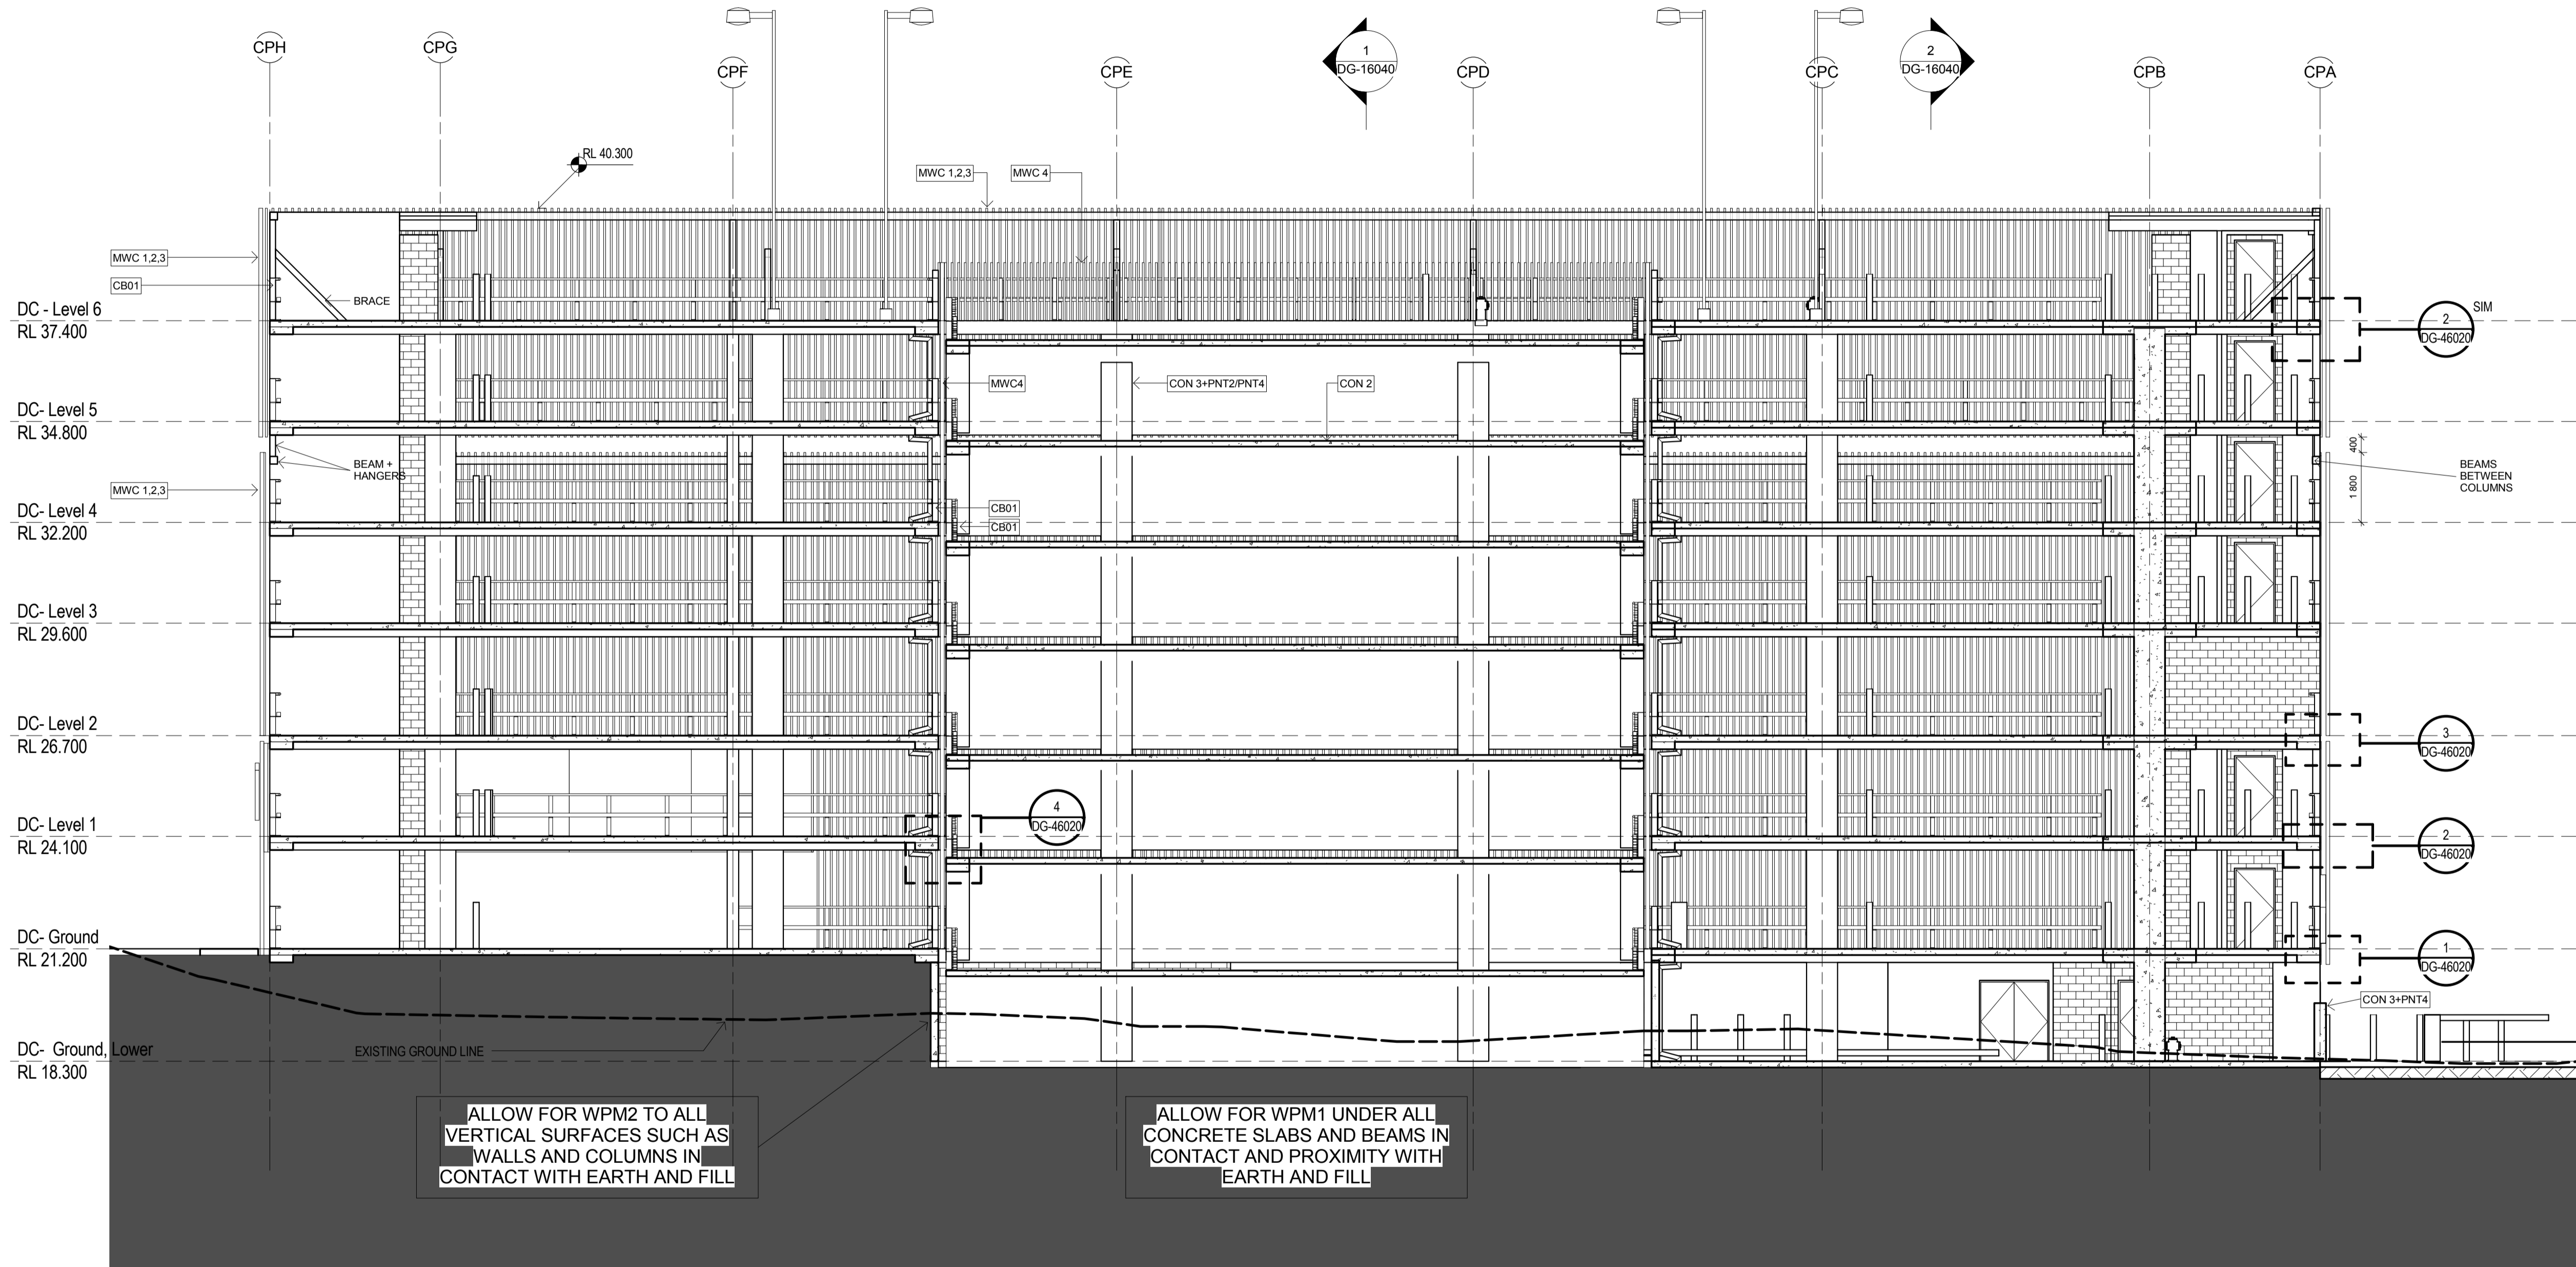 CPH
CPG
CPF
CPE
1
DG-16040
CPD
CPC
2
DG-16040
CPB
CPA
RL 40.300
MWC 1,2,3
MWC 4
MWC 1,2,3
CB01
BRACE
DC - Level 6
RL 37.400
2
DG-46020
SIM
MWC4
CON 3+PNT2/PNT4
CON 2
DC- Level 5
RL 34.800
BEAM +
HANGERS
MWC 1,2,3
400
1 800
BEAMS
BETWEEN
COLUMNS
CB01
CB01
DC- Level 4
RL 32.200
DC- Level 3
RL 29.600
DC- Level 2
RL 26.700
3
DG-46020
4
DG-46020
DC- Level 1
RL 24.100
2
DG-46020
DC- Ground
RL 21.200
1
DG-46020
CON 3+PNT4
EXISTING GROUND LINE
DC- Ground, Lower
RL 18.300
ALLOW FOR WPM2 TO ALL
VERTICAL SURFACES SUCH AS
WALLS AND COLUMNS IN
CONTACT WITH EARTH AND FILL
ALLOW FOR WPM1 UNDER ALL
CONCRETE SLABS AND BEAMS IN
CONTACT AND PROXIMITY WITH
EARTH AND FILL